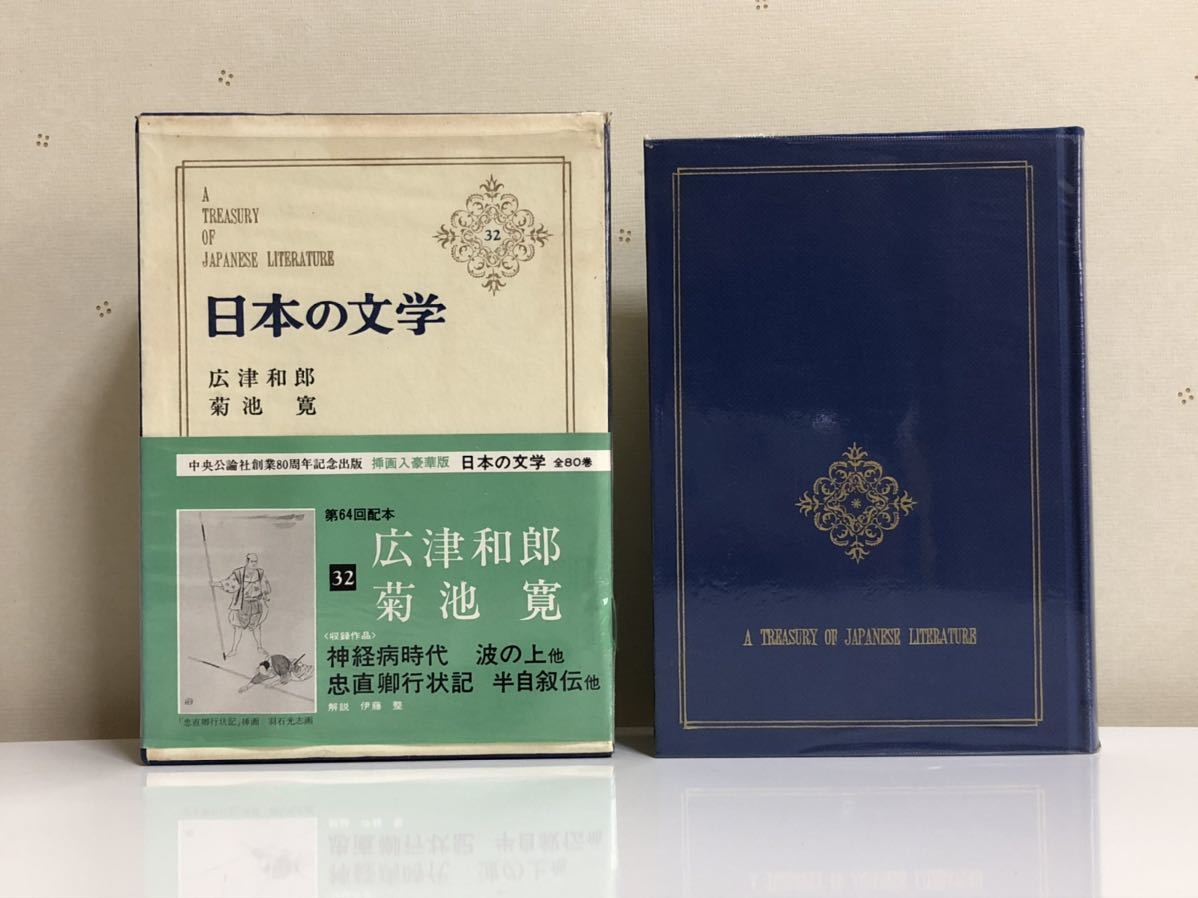 A
TREASURY
OF
JAPANESE LITERATURE
32
日本の文学
広津和郎
菊池 寛
中央公論社創業80周年記念出版 挿画入豪華版 日本の文学 全80巻
第64回配本
32
広津和郎
菊池 寛
<収録作品>
神経病時代 波の上他
忠直卿行状記 半自叙伝他
解説 伊藤 整
「忠直卿行状記」挿画 羽石光志画
A TREASURY OF JAPANESE LITERATURE